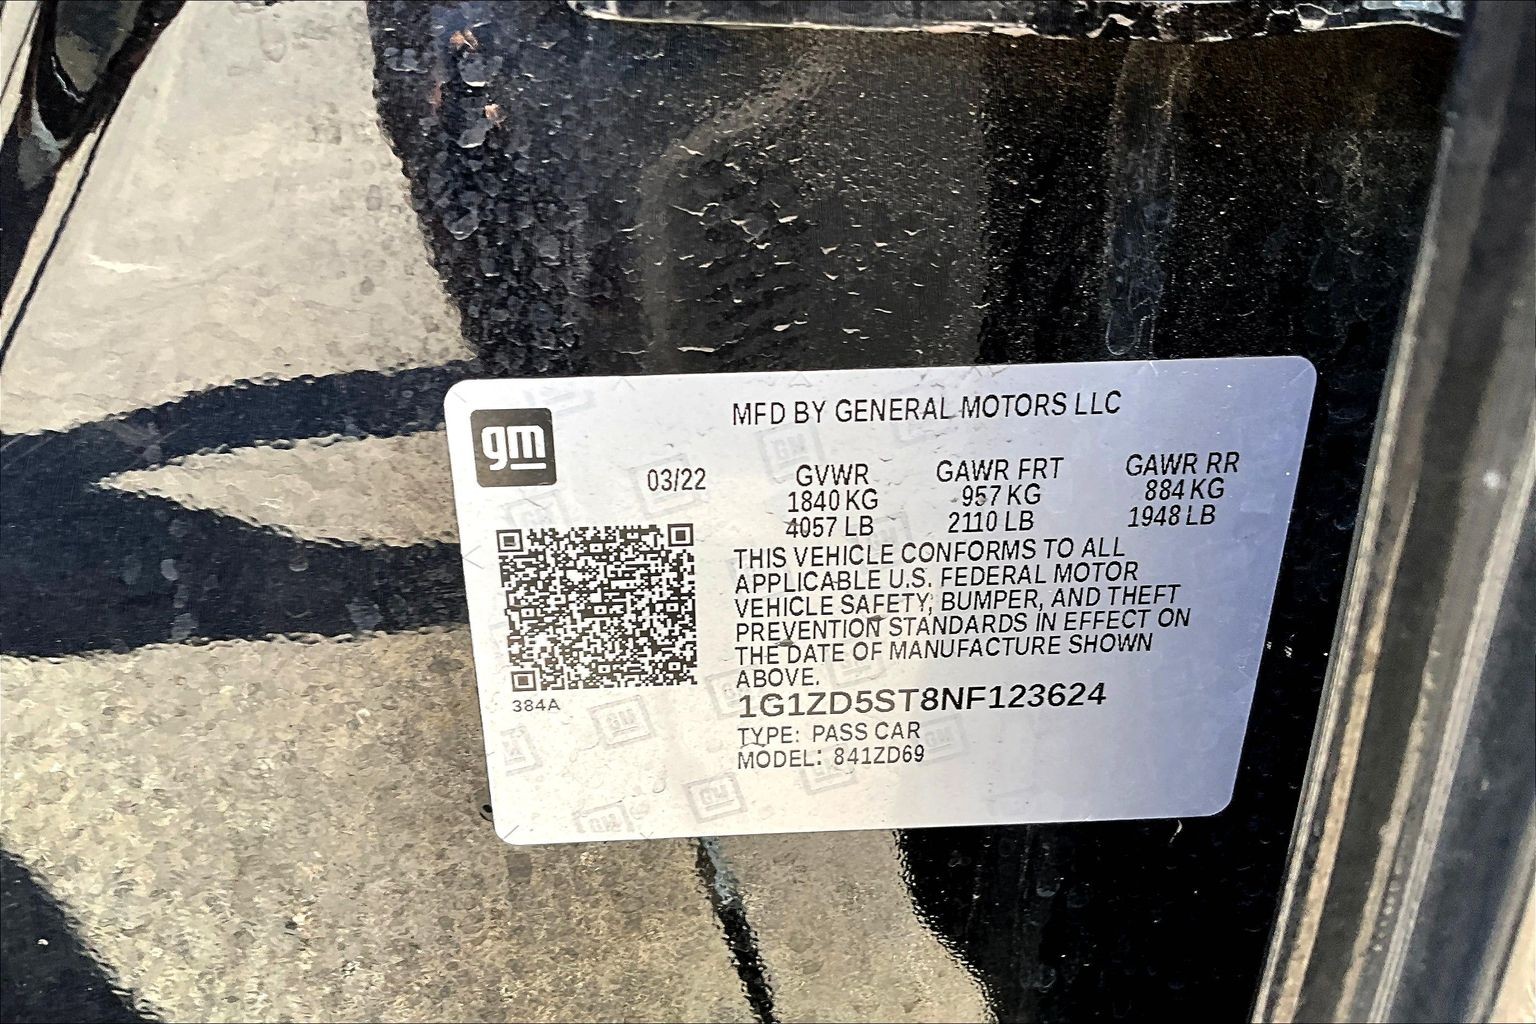 gm
MFD BY GENERAL MOTORS LLC
03/22 GVWR GAWR FRT GAWR RR
1840 KG 957 KG 884 KG
4057 LB 2110 LB 1948 LB
THIS VEHICLE CONFORMS TO ALL
APPLICABLE U.S. FEDERAL MOTOR
VEHICLE SAFETY, BUMPER, AND THEFT
PREVENTION STANDARDS IN EFFECT ON
THE DATE OF MANUFACTURE SHOWN
ABOVE.
1G1ZD5ST8NF123624
384A
TYPE: PASS CAR
MODEL: 841ZD69